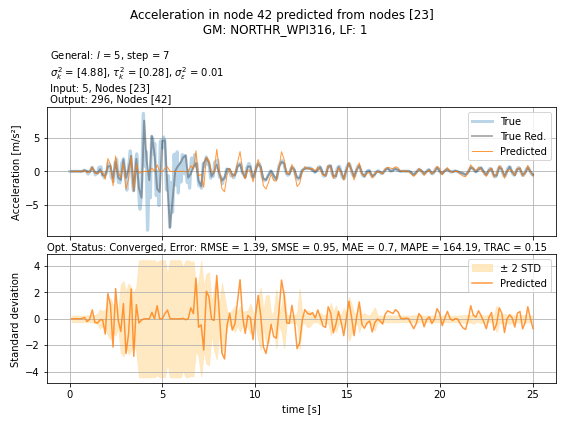 Acceleration in node 42 predicted from nodes [23]
GM: NORTHR_WPI316, LF: 1
General: l = 5, step = 7
σ_k^2 = [4.88], τ_k^2 = [0.28], σ_ε^2 = 0.01
Input: 5, Nodes [23]
Output: 296, Nodes [42]
Acceleration [m/s²]
5
0
−5
True
True Red.
Predicted
Opt. Status: Converged, Error: RMSE = 1.39, SMSE = 0.95, MAE = 0.7, MAPE = 164.19, TRAC = 0.15
Standard deviation
4
2
0
−2
−4
± 2 STD
Predicted
0 5 10 15 20 25
time [s]